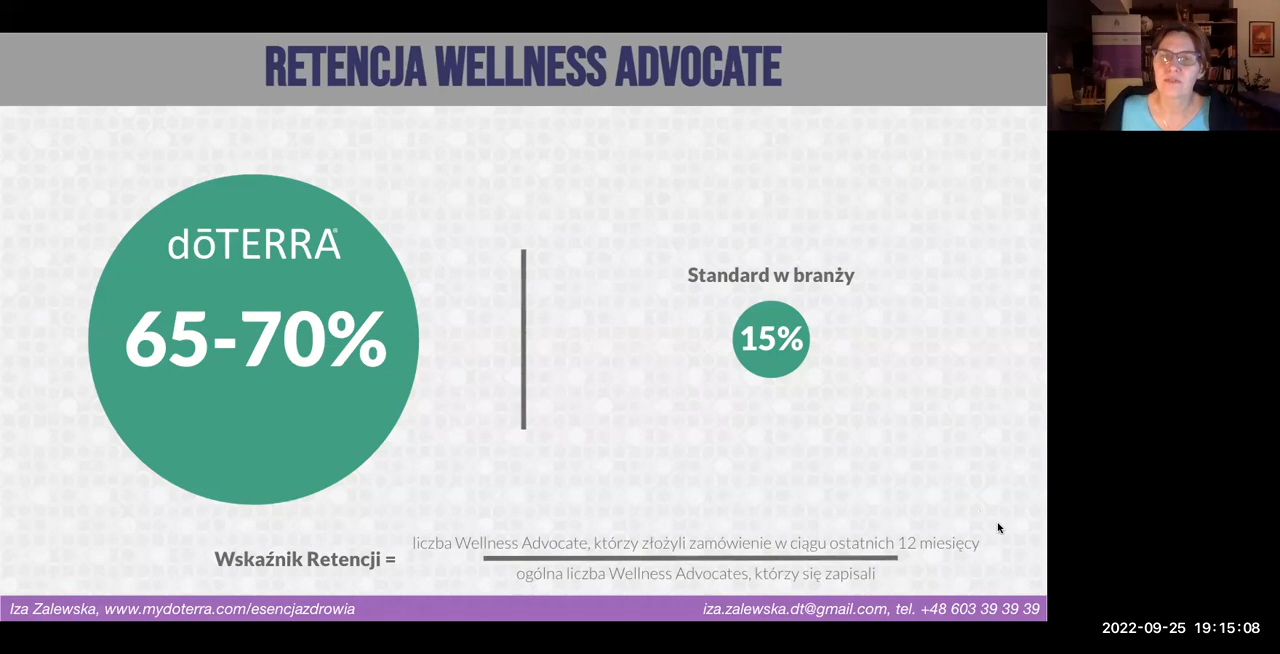 RETENCJA WELLNESS ADVOCATE
dōTERRA®
65-70%
Standard w branży
15%
Wskaźnik Retencji =
liczba Wellness Advocate, którzy złożyli zamówienie w ciągu ostatnich 12 miesięcy
ogólna liczba Wellness Advocates, którzy się zapisali
Iza Zalewska, www.mydoterra.com/esencjazdrowia
iza.zalewska.dt@gmail.com, tel. +48 603 39 39 39
2022-09-25 19:15:08